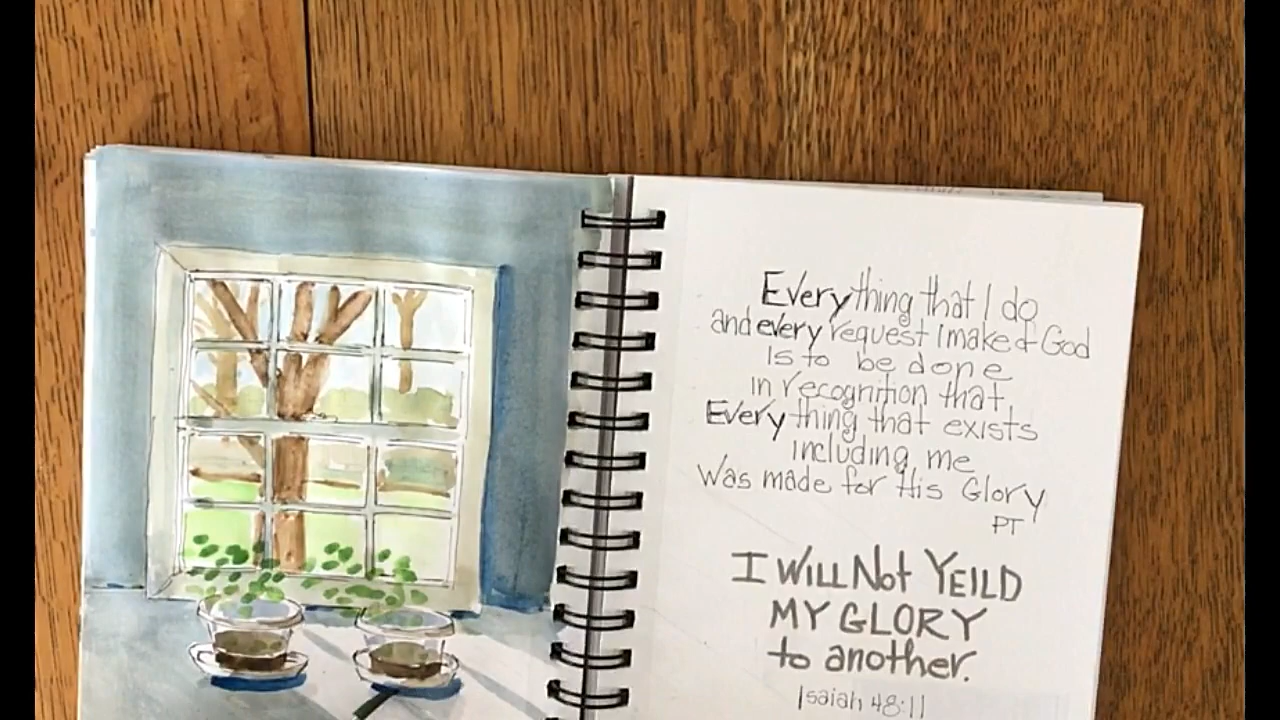 Everything that I do
and every request I make of God
Is to be done
in recognition that
Everything that exists
including me
Was made for His Glory
PT
I WILL Not YEILD
MY GLORY
to another.
Isaiah 48:11